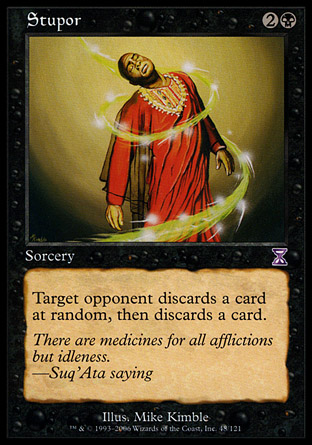 Stupor 2
Sorcery
Target opponent discards a card
at random, then discards a card.
There are medicines for all afflictions
but idleness.
—Suq'Ata saying
Illus. Mike Kimble
™ & © 1993-2006 Wizards of the Coast, Inc. 48/121